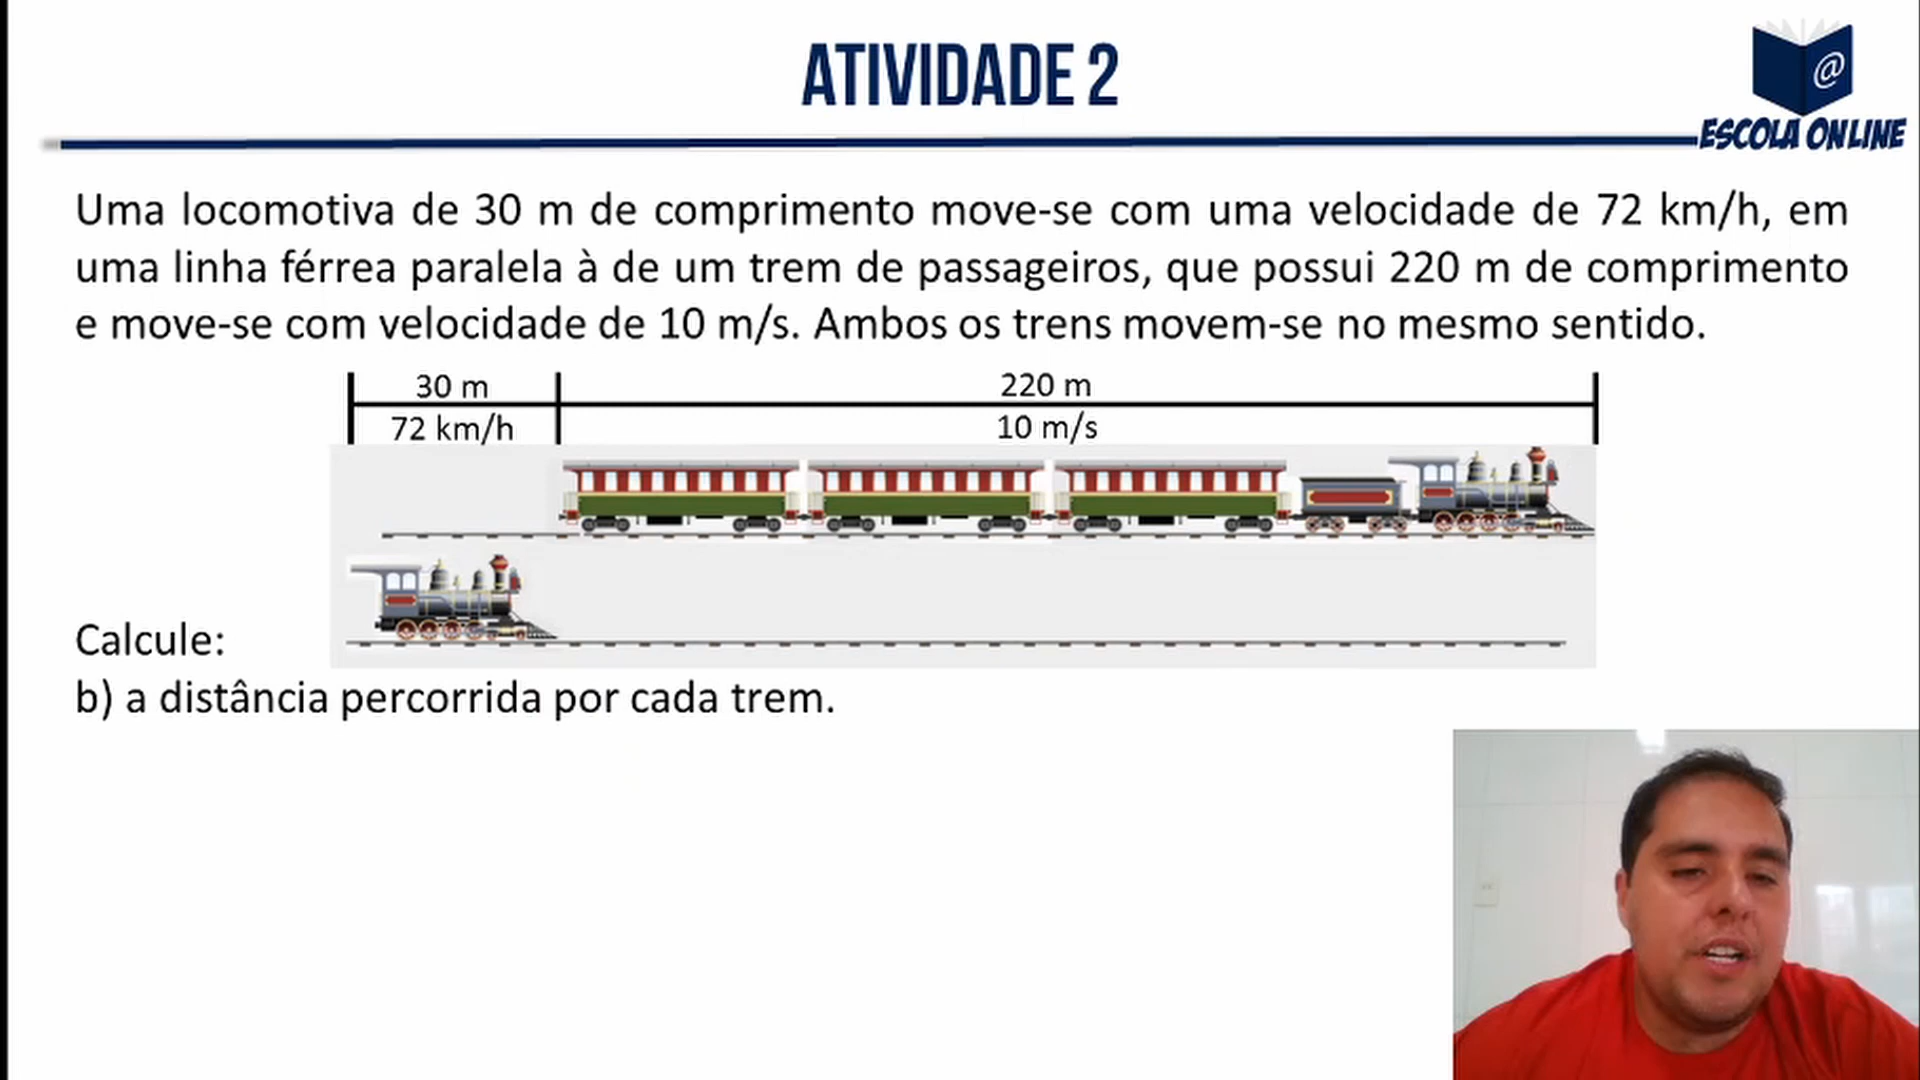 ATIVIDADE 2
@
ESCOLA ONLINE
Uma locomotiva de 30 m de comprimento move-se com uma velocidade de 72 km/h, em
uma linha férrea paralela à de um trem de passageiros, que possui 220 m de comprimento
e move-se com velocidade de 10 m/s. Ambos os trens movem-se no mesmo sentido.
30 m
220 m
72 km/h
10 m/s
Calcule:
b) a distância percorrida por cada trem.